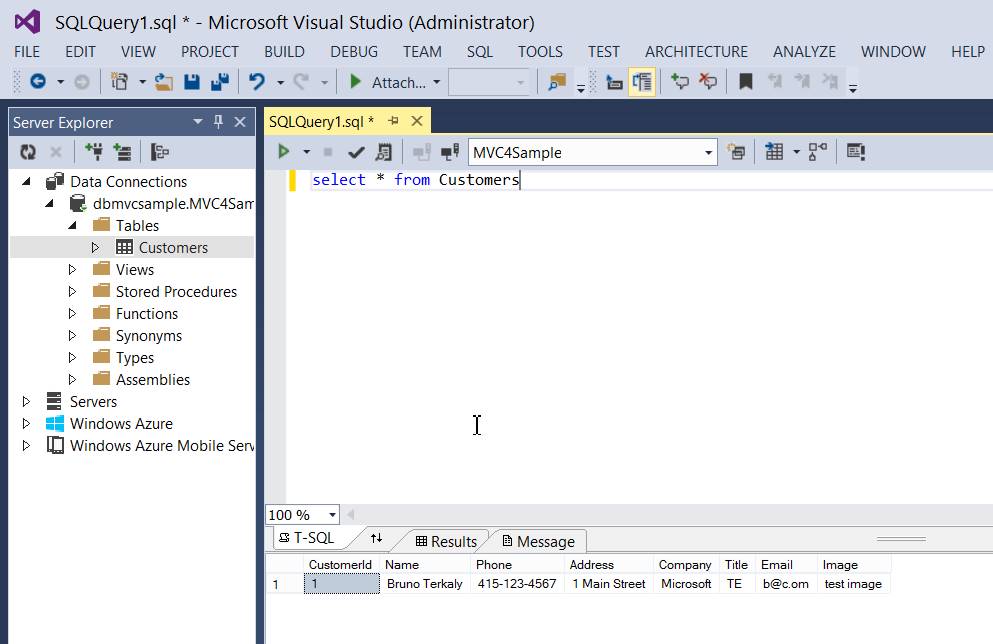 SQLQuery1.sql * - Microsoft Visual Studio (Administrator)
FILE EDIT VIEW PROJECT BUILD DEBUG TEAM SQL TOOLS TEST ARCHITECTURE ANALYZE WINDOW HELP
Attach...
Server Explorer
SQLQuery1.sql *
MVC4Sample
Data Connections
dbmvcsample.MVC4Sam
Tables
Customers
Views
Stored Procedures
Functions
Synonyms
Types
Assemblies
Servers
Windows Azure
Windows Azure Mobile Serv
select * from Customers
100 %
T-SQL Results Message
CustomerId Name Phone Address Company Title Email Image
1 1 Bruno Terkaly 415-123-4567 1 Main Street Microsoft TE b@c.om test image